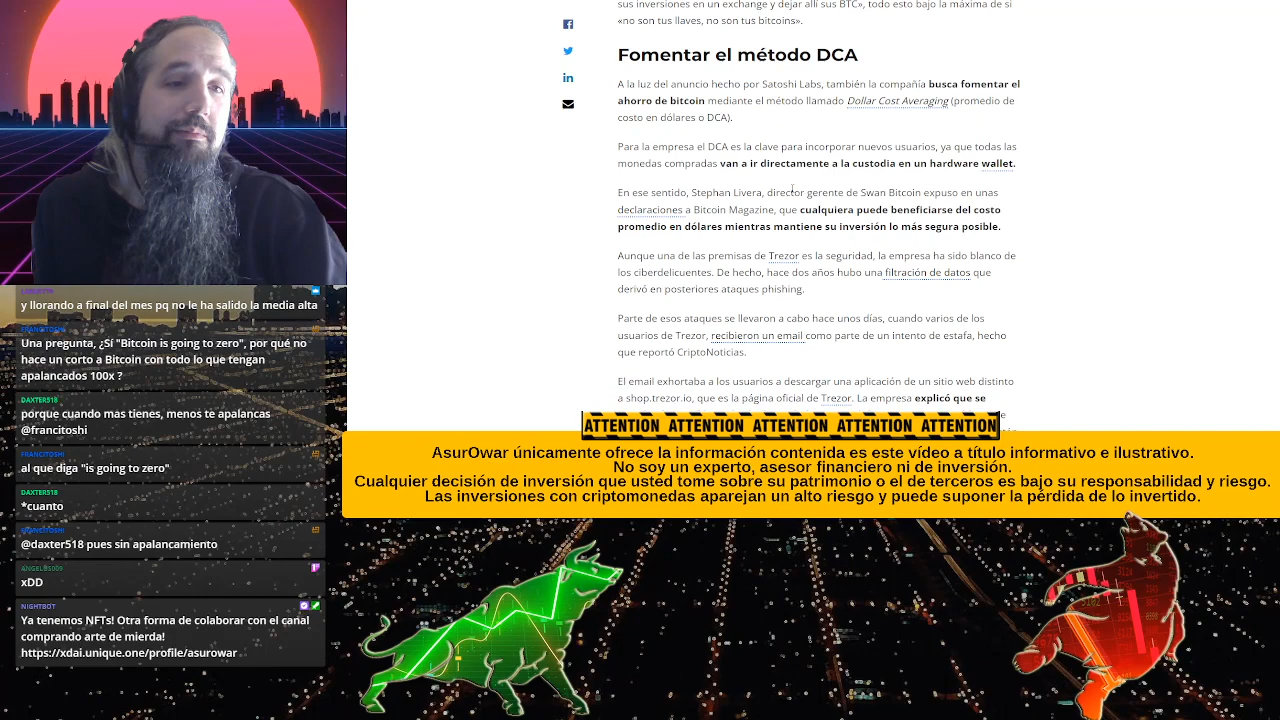 sus inversiones en un exchange y dejar allí sus BTC», todo esto bajo la máxima de si
«no son tus llaves, no son tus bitcoins».
Fomentar el método DCA
A la luz del anuncio hecho por Satoshi Labs, también la compañía busca fomentar el
ahorro de bitcoin mediante el método llamado Dollar Cost Averaging (promedio de
costo en dólares o DCA).
Para la empresa el DCA es la clave para incorporar nuevos usuarios, ya que todas las
monedas compradas van a ir directamente a la custodia en un hardware wallet.
En ese sentido, Stephan Livera, director gerente de Swan Bitcoin expuso en unas
declaraciones a Bitcoin Magazine, que cualquiera puede beneficiarse del costo
promedio en dólares mientras mantiene su inversión lo más segura posible.
Aunque una de las premisas de Trezor es la seguridad, la empresa ha sido blanco de
los ciberdelicuentes. De hecho, hace dos años hubo una filtración de datos que
derivó en posteriores ataques phishing.
Parte de esos ataques se llevaron a cabo hace unos días, cuando varios de los
usuarios de Trezor, recibieron un email como parte de un intento de estafa, hecho
que reportó CriptoNoticias.
El email exhortaba a los usuarios a descargar una aplicación de un sitio web distinto
a shop.trezor.io, que es la página oficial de Trezor. La empresa explicó que se
y llorando a final del mes pq no le ha salido la media alta
FRANCITOSHI
Una pregunta, ¿Sí "Bitcoin is going to zero", por qué no
hace un corto a Bitcoin con todo lo que tengan
apalancados 100x ?
DAXTER518
porque cuando mas tienes, menos te apalancas
@francitoshi
FRANCITOSHI
al que diga "is going to zero"
DAXTER518
*cuanto
FRANCITOSHI
@daxter518 pues sin apalancamiento
xDD
NIGHTBOT
Ya tenemos NFTs! Otra forma de colaborar con el canal
comprando arte de mierda!
https://xdai.unique.one/profile/asurowar
ATTENTION ATTENTION ATTENTION ATTENTION ATTENTION
AsurOwar únicamente ofrece la información contenida es este vídeo a título informativo e ilustrativo.
No soy un experto, asesor financiero ni de inversión.
Cualquier decisión de inversión que usted tome sobre su patrimonio o el de terceros es bajo su responsabilidad y riesgo.
Las inversiones con criptomonedas aparejan un alto riesgo y puede suponer la pérdida de lo invertido.